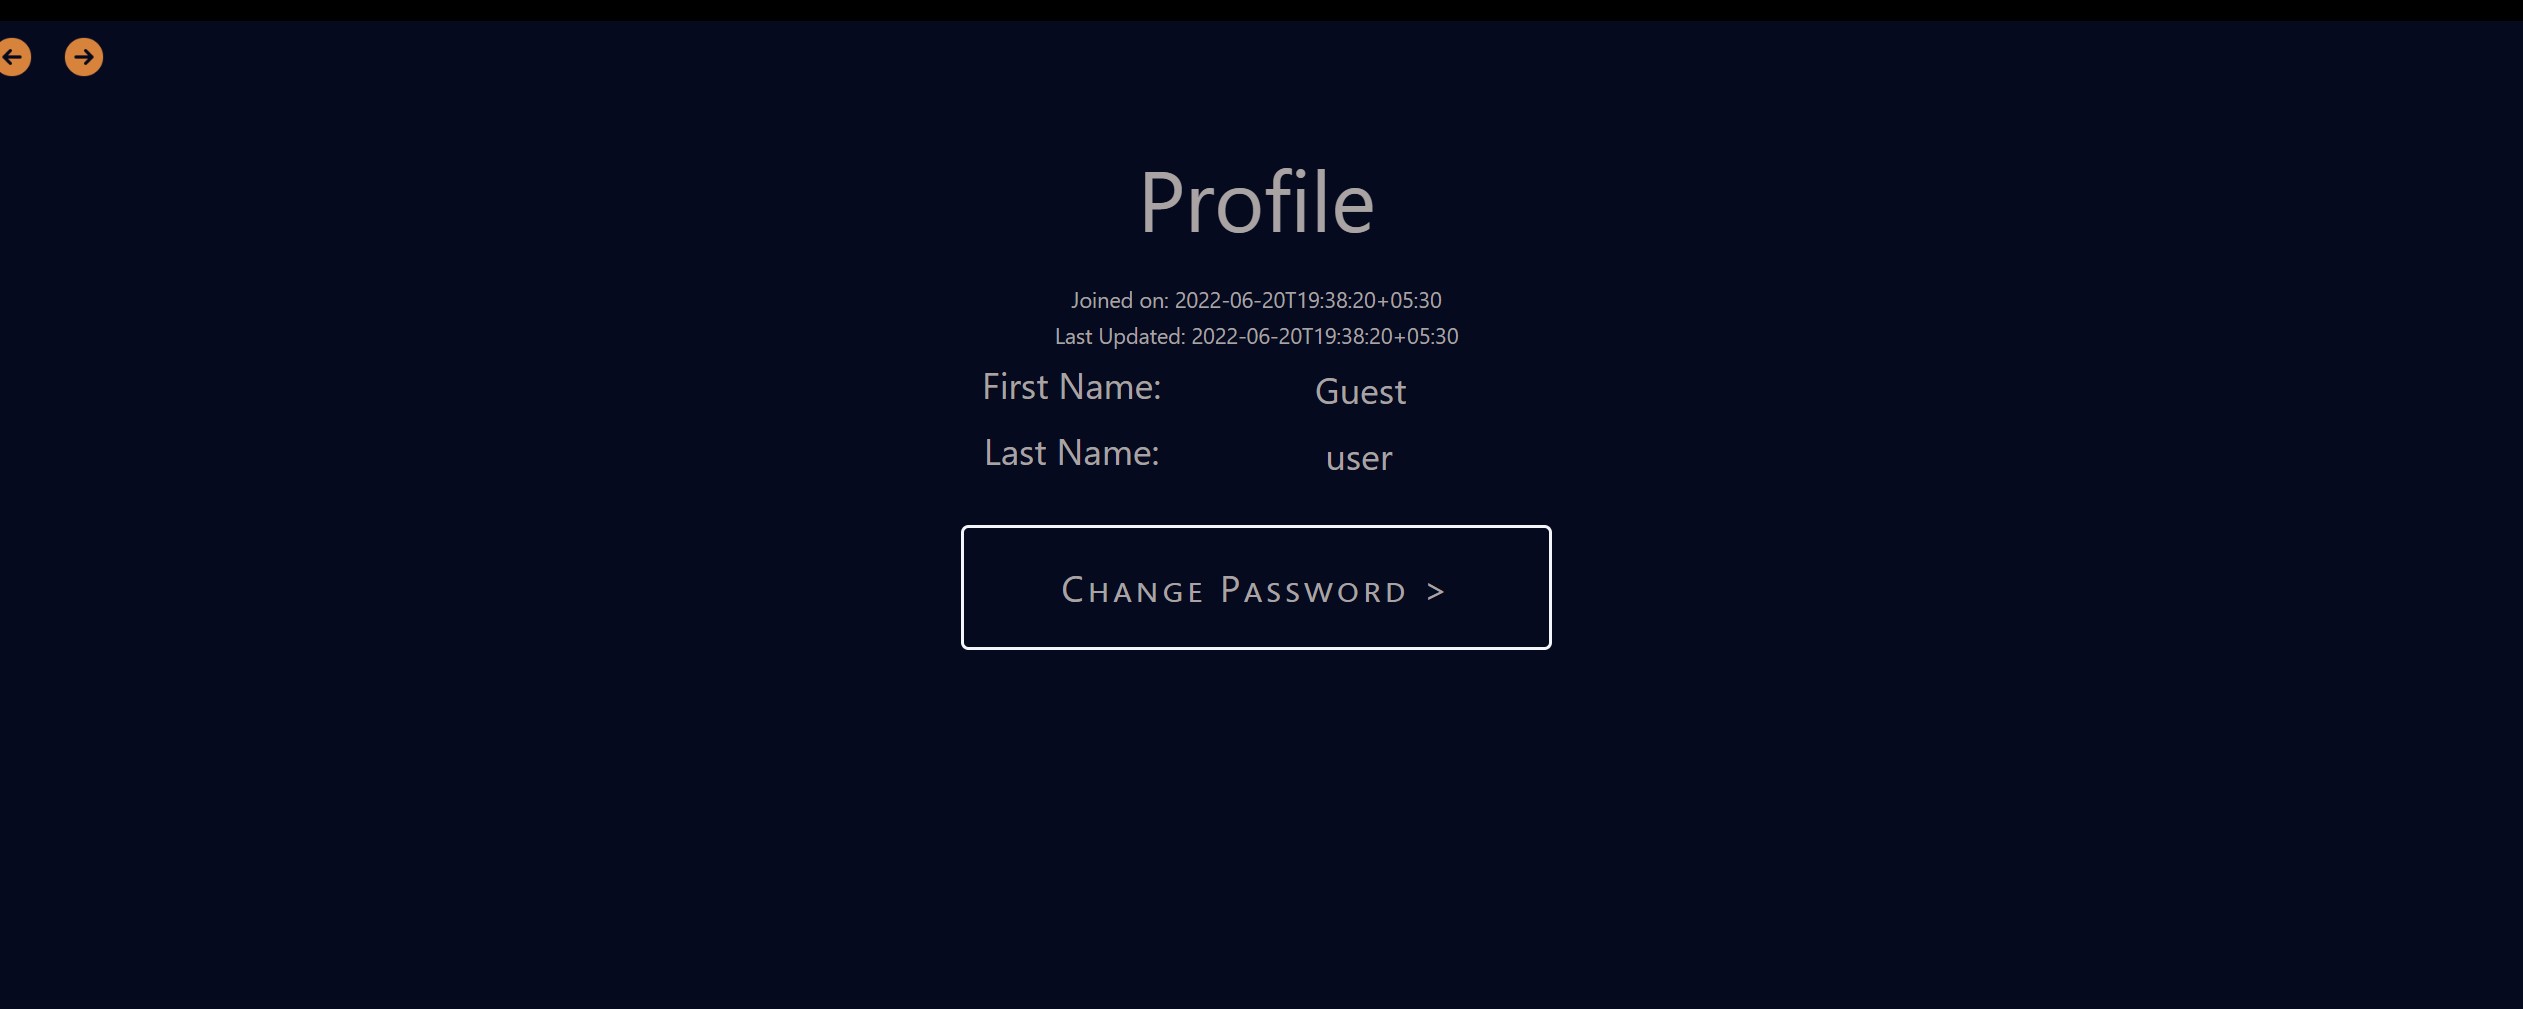 Profile
Joined on: 2022-06-20T19:38:20+05:30
Last Updated: 2022-06-20T19:38:20+05:30
First Name: Guest
Last Name: user
Change Password >